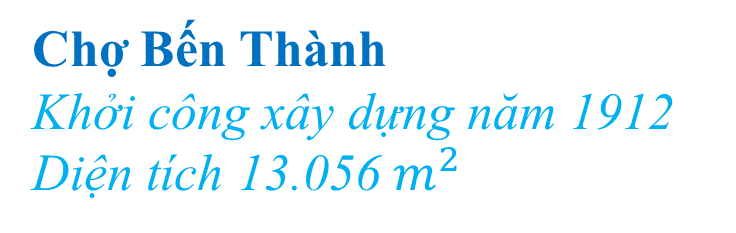 Chợ Bến Thành
Khởi công xây dựng năm 1912
Diện tích 13.056 m²